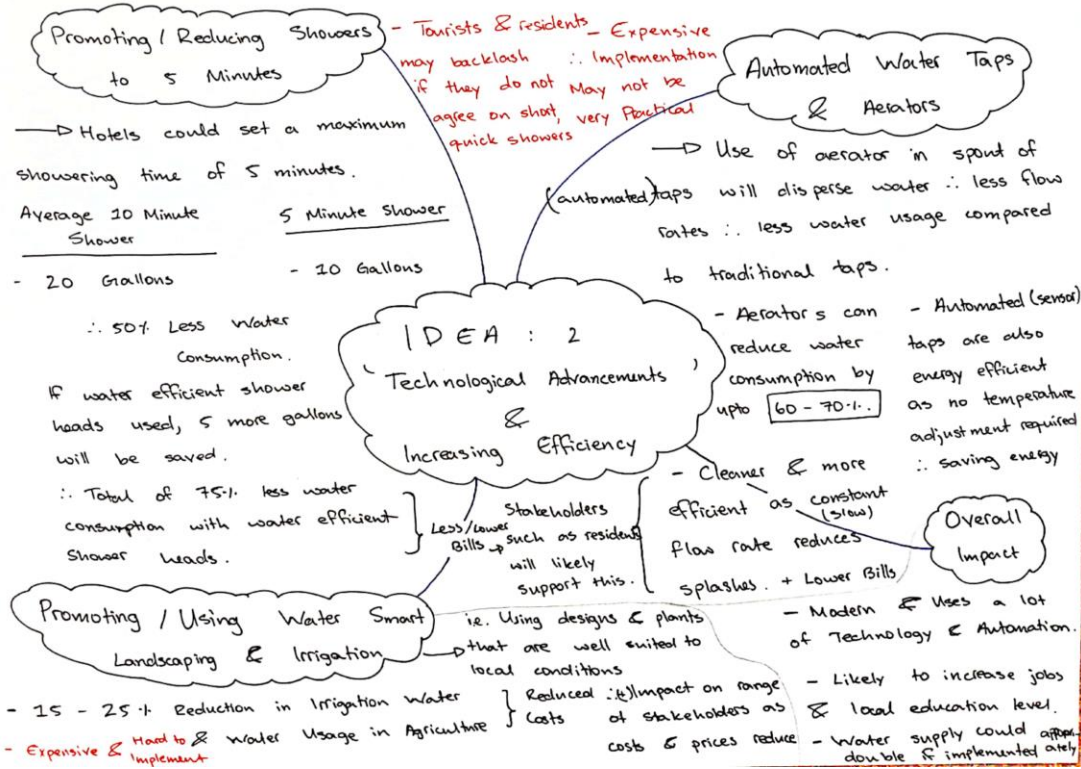 Promoting / Reducing Showers
to 5 Minutes
- Tourists & residents
may backlash
if they do not
agree on short,
quick showers
- Expensive
∴ Implementation
May not be
very Practical
Automated Water Taps
& Aerators
→ Hotels could set a maximum
showering time of 5 minutes.
Average 10 Minute
Shower
- 20 Gallons
5 Minute Shower
- 10 Gallons
∴ 50% Less Water
Consumption.
If water efficient shower
heads used, 5 more gallons
will be saved.
∴ Total of 75% less water
consumption with water efficient
Shower heads.
→ Use of aerator in spout of
(automated) taps will disperse water ∴ less flow
rates ∴ less water usage compared
to traditional taps.
- Aerators can
reduce water
consumption by
upto 60 - 70%.
- Automated (sensor)
taps are also
energy efficient
as no temperature
adjustment required
∴ saving energy
IDEA : 2
' Technological Advancements '
&
Increasing Efficiency
Less/Lower
Bills →
Stakeholders
such as residents
will likely
support this.
- Cleaner & more
efficient as constant
(slow)
flow rate reduces
splashes. + Lower Bills
Overall
Impact
- Modern & Uses a lot
of Technology & Automation.
- Likely to increase jobs
& local education level.
- Water supply could
double if implemented appropriately
Promoting / Using Water Smart
Landscaping & Irrigation
i.e. Using designs & plants
→ that are well suited to
local conditions
- 15 - 25% Reduction in Irrigation Water
& Water Usage in Agriculture
Reduced
Costs
∴ (+) Impact on range
of stakeholders as
costs & prices reduce
- Expensive & Hard to
Implement